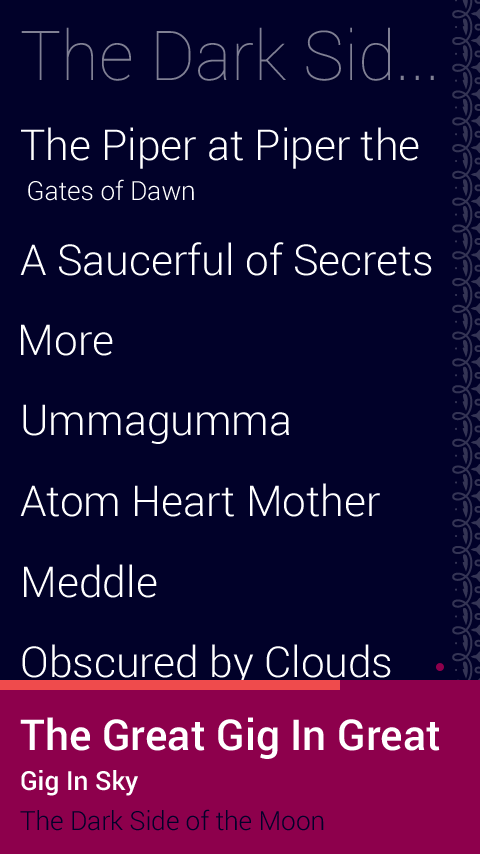 The Dark Sid...
The Piper at Piper the
Gates of Dawn
A Saucerful of Secrets
More
Ummagumma
Atom Heart Mother
Meddle
Obscured by Clouds
The Great Gig In Great
Gig In Sky
The Dark Side of the Moon